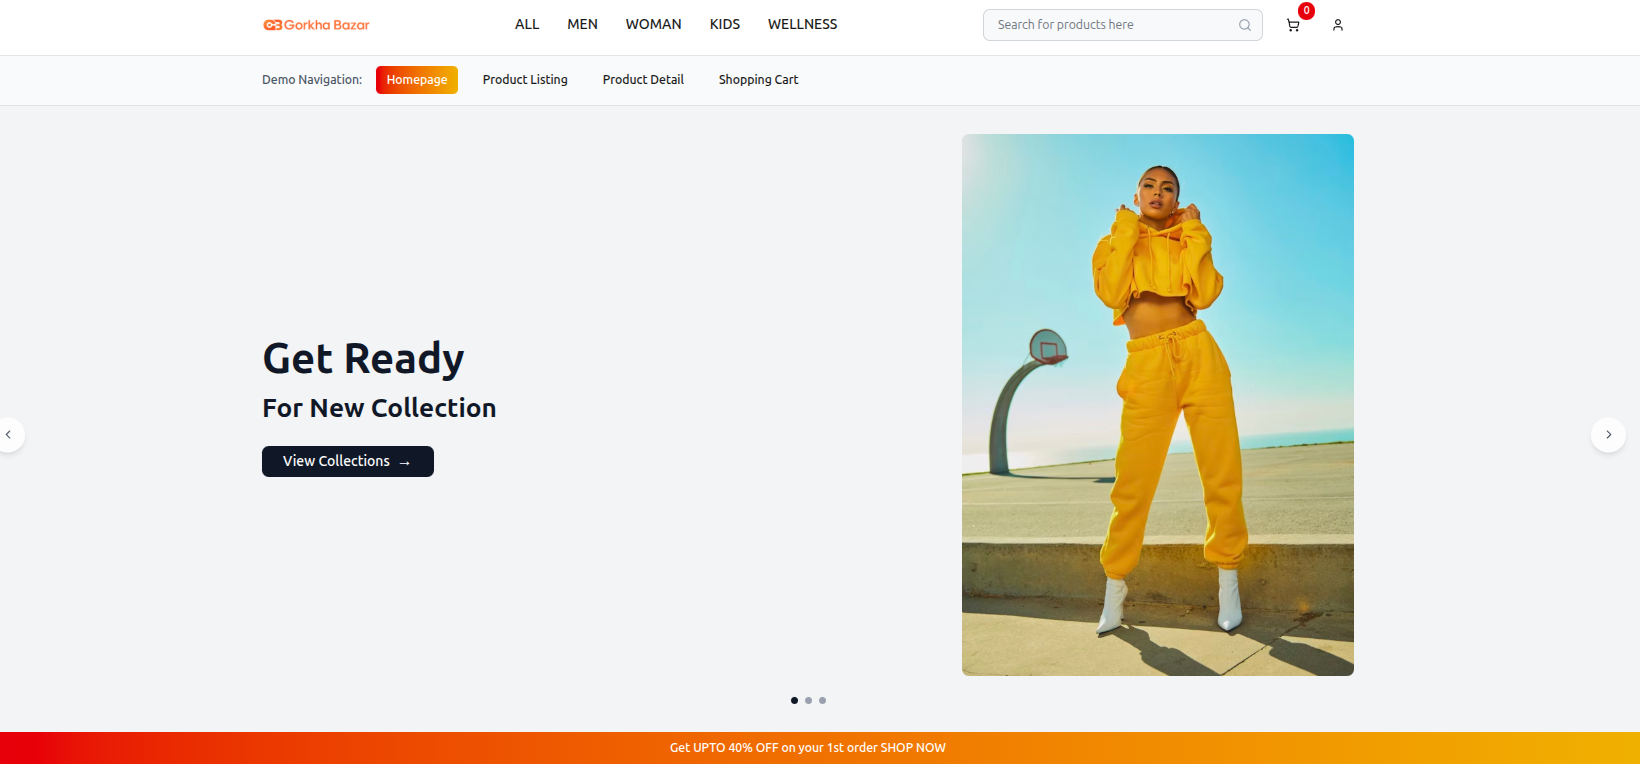 GB Gorkha Bazar
ALL MEN WOMAN KIDS WELLNESS
Search for products here
0
Demo Navigation: Homepage Product Listing Product Detail Shopping Cart
Get Ready
For New Collection
View Collections →
Get UPTO 40% OFF on your 1st order SHOP NOW